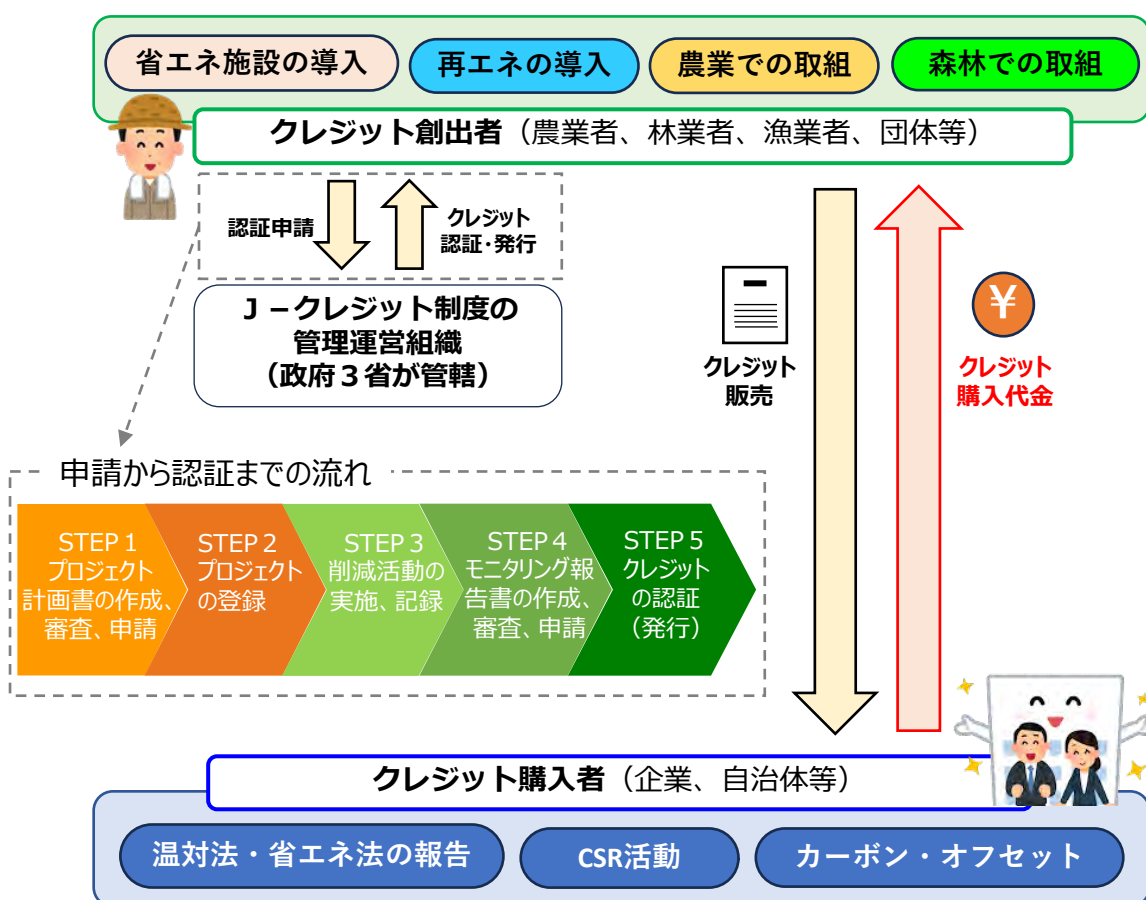 省エネ施設の導入
再エネの導入
農業での取組
森林での取組
クレジット創出者（農業者、林業者、漁業者、団体等）
認証申請
クレジット
認証・発行
Ｊ－クレジット制度の
管理運営組織
（政府３省が管轄）
クレジット
販売
¥
クレジット
購入代金
申請から認証までの流れ
STEP１
プロジェクト
計画書の作成、
審査、申請
STEP２
プロジェクト
の登録
STEP３
削減活動の
実施、記録
STEP４
モニタリング報
告書の作成、
審査、申請
STEP５
クレジット
の認証
（発行）
クレジット購入者（企業、自治体等）
温対法・省エネ法の報告
CSR活動
カーボン・オフセット